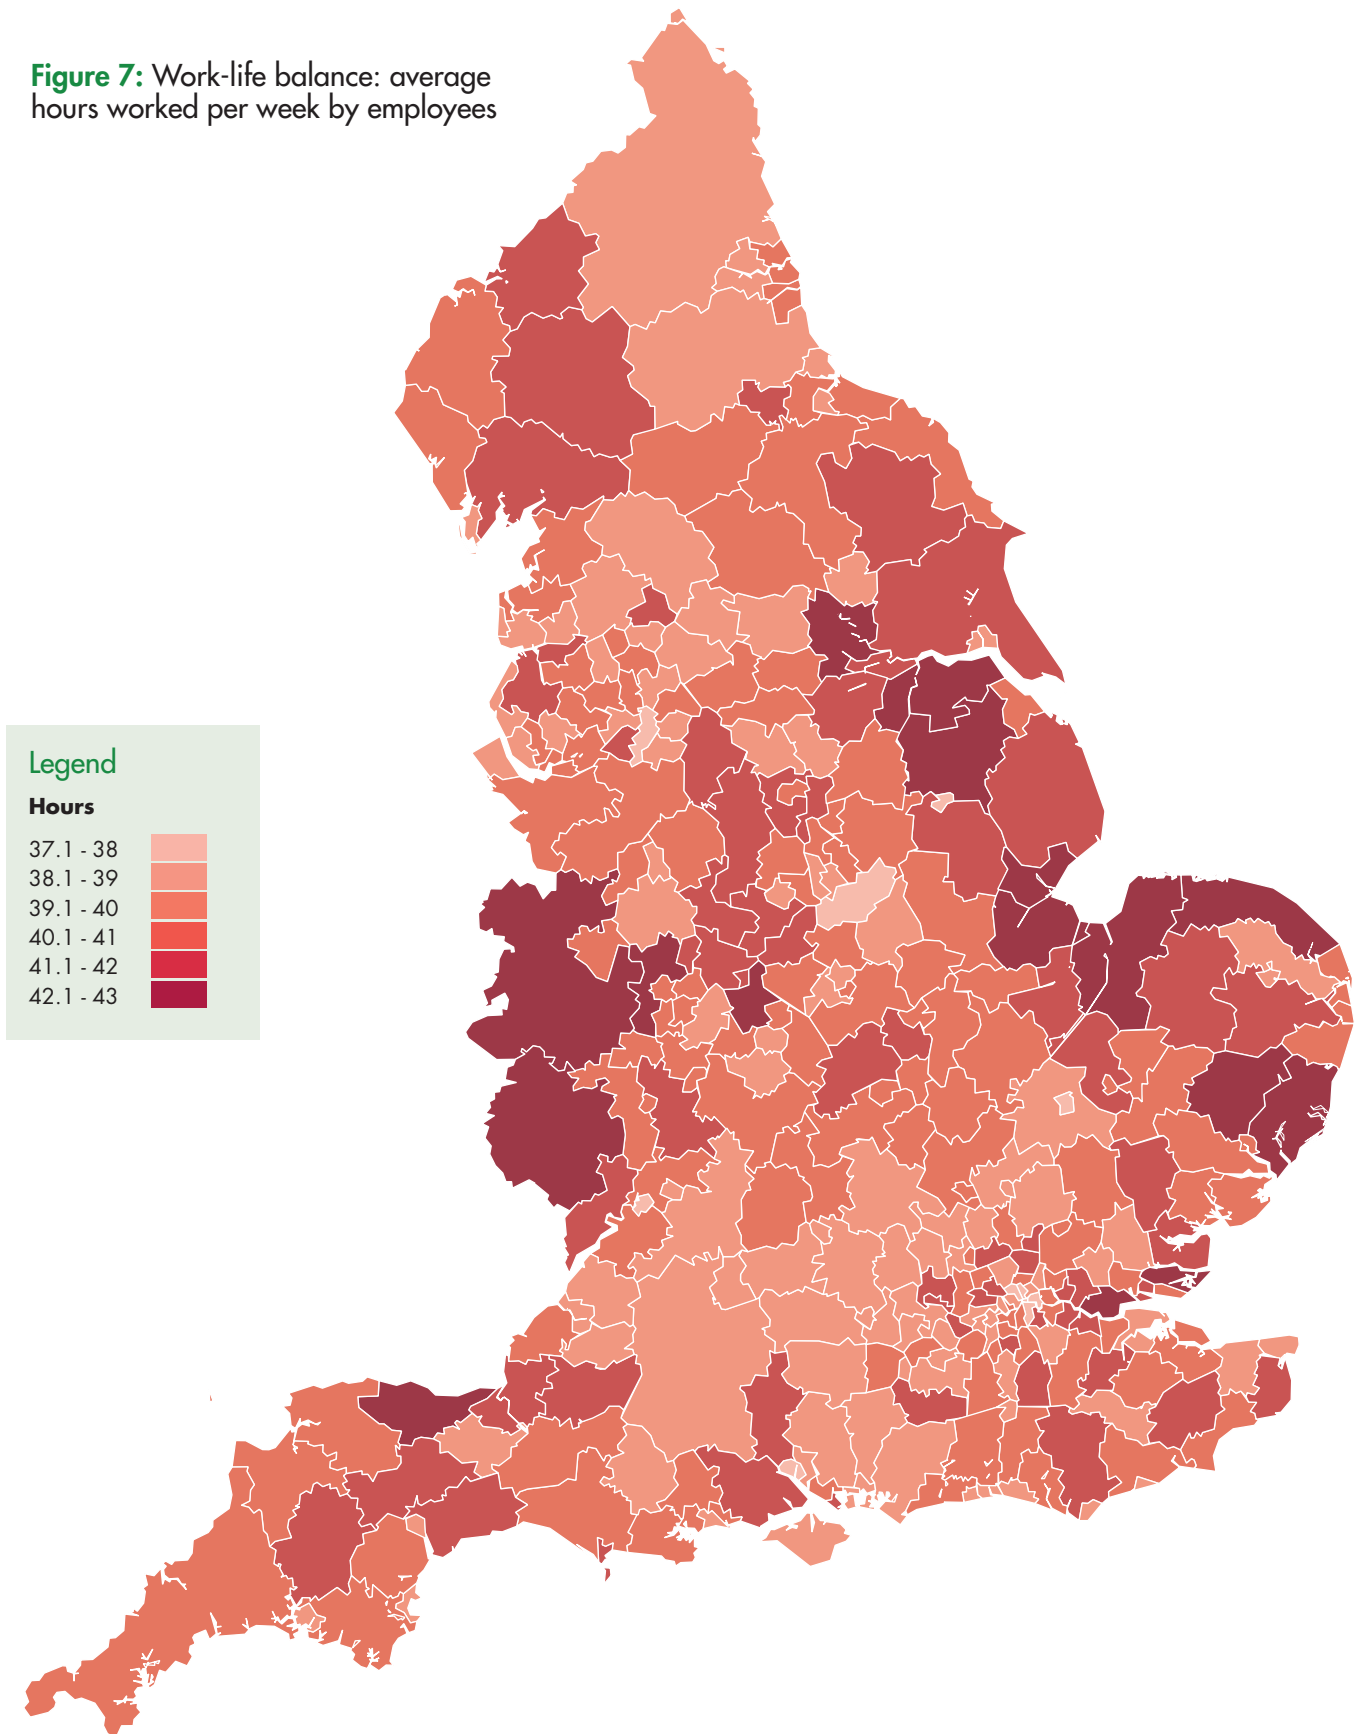 Figure 7: Work-life balance: average
hours worked per week by employees
Legend
Hours
37.1 - 38
38.1 - 39
39.1 - 40
40.1 - 41
41.1 - 42
42.1 - 43